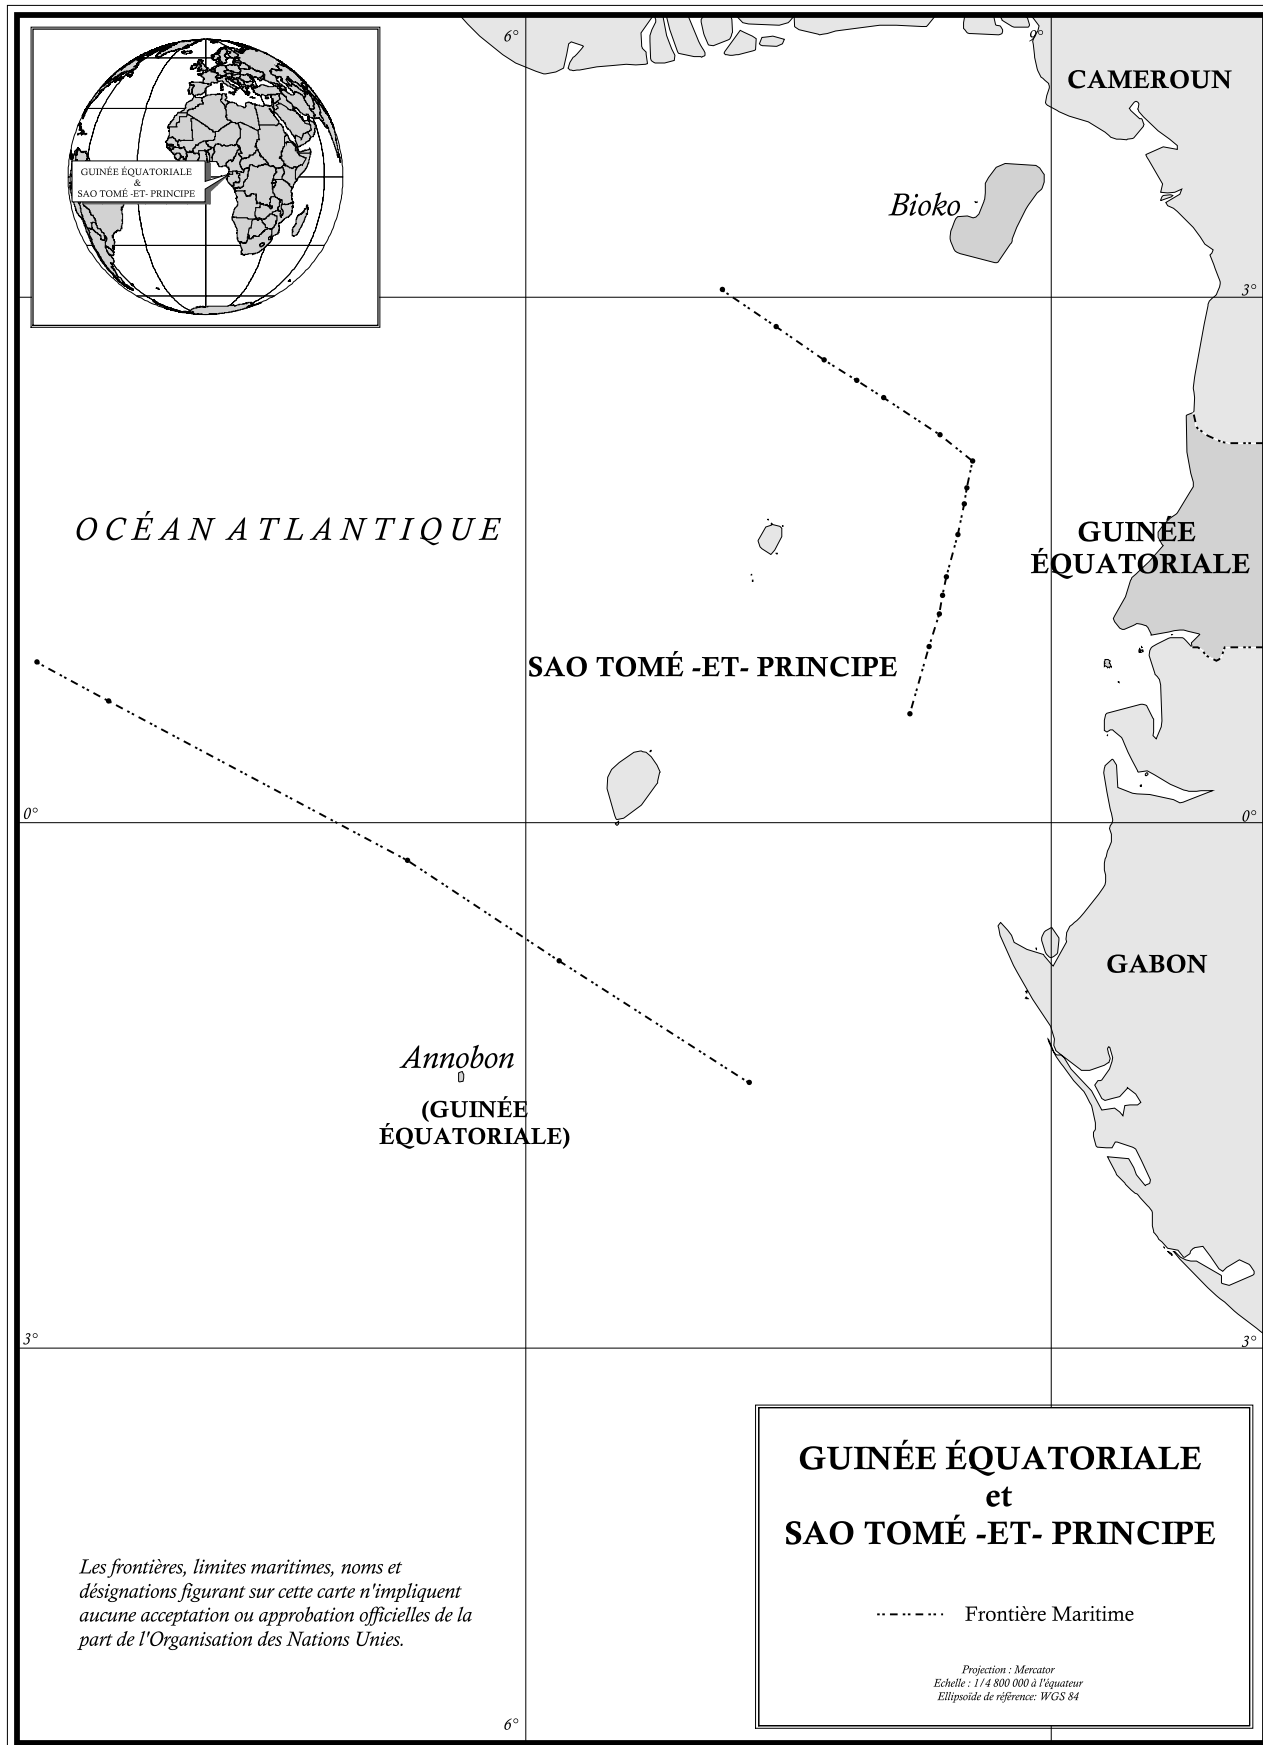 6°
9°
CAMEROUN
GUINÉE ÉQUATORIALE
&
SAO TOMÉ -ET- PRINCIPE
Bioko
3°
OCÉAN ATLANTIQUE
GUINÉE
ÉQUATORIALE
SAO TOMÉ -ET- PRINCIPE
0°
0°
GABON
Annobon
(GUINÉE
ÉQUATORIALE)
3°
3°
GUINÉE ÉQUATORIALE
et
SAO TOMÉ -ET- PRINCIPE
Les frontières, limites maritimes, noms et
désignations figurant sur cette carte n'impliquent
aucune acceptation ou approbation officielles de la
part de l'Organisation des Nations Unies.
Frontière Maritime
Projection : Mercator
Echelle : 1/4 800 000 à l'équateur
Ellipsoïde de référence: WGS 84
6°